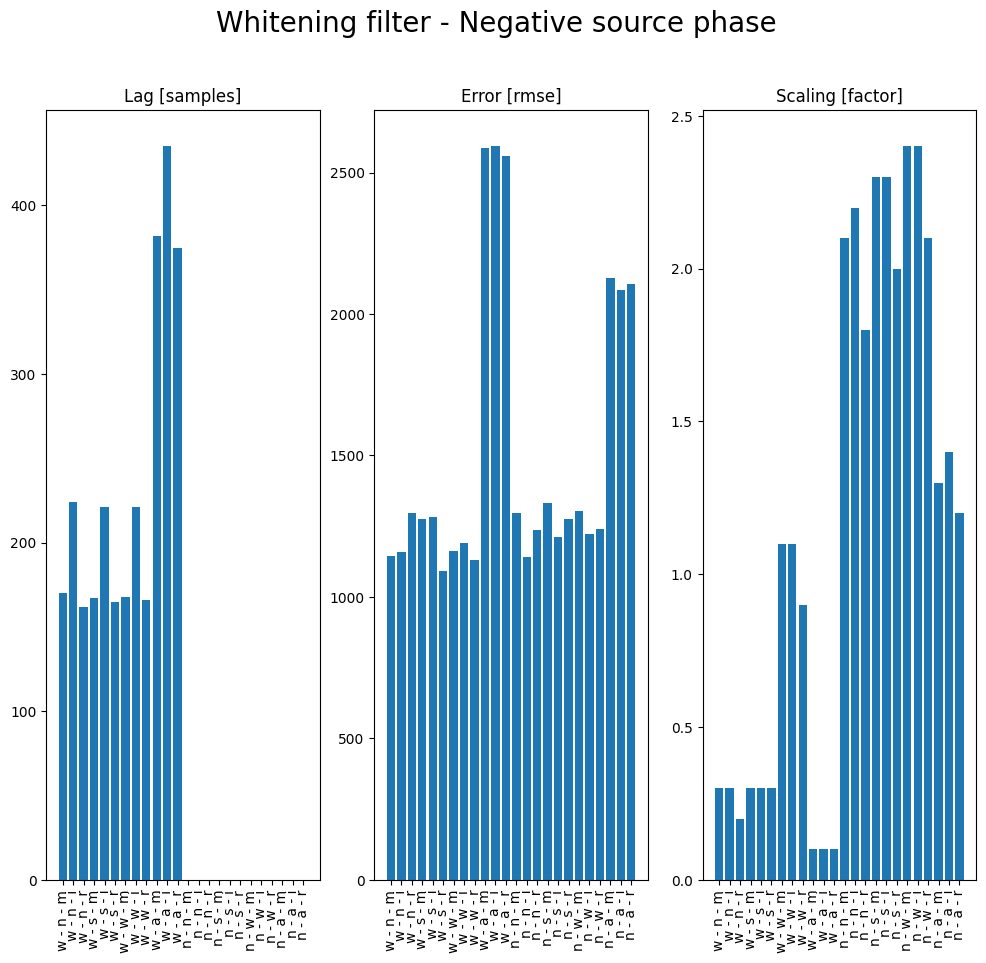 Whitening filter - Negative source phase
Lag [samples]
400
300
200
100
0
w - n - m
w - n - l
w - n - r
w - s - m
w - s - l
w - s - r
w - w - m
w - w - l
w - w - r
w - a - m
w - a - l
w - a - r
n - n - m
n - n - l
n - n - r
n - s - m
n - s - l
n - s - r
n - w - m
n - w - l
n - w - r
n - a - m
n - a - l
n - a - r
Error [rmse]
2500
2000
1500
1000
500
0
w - n - m
w - n - l
w - n - r
w - s - m
w - s - l
w - s - r
w - w - m
w - w - l
w - w - r
w - a - m
w - a - l
w - a - r
n - n - m
n - n - l
n - n - r
n - s - m
n - s - l
n - s - r
n - w - m
n - w - l
n - w - r
n - a - m
n - a - l
n - a - r
Scaling [factor]
2.5
2.0
1.5
1.0
0.5
0.0
w - n - m
w - n - l
w - n - r
w - s - m
w - s - l
w - s - r
w - w - m
w - w - l
w - w - r
w - a - m
w - a - l
w - a - r
n - n - m
n - n - l
n - n - r
n - s - m
n - s - l
n - s - r
n - w - m
n - w - l
n - w - r
n - a - m
n - a - l
n - a - r